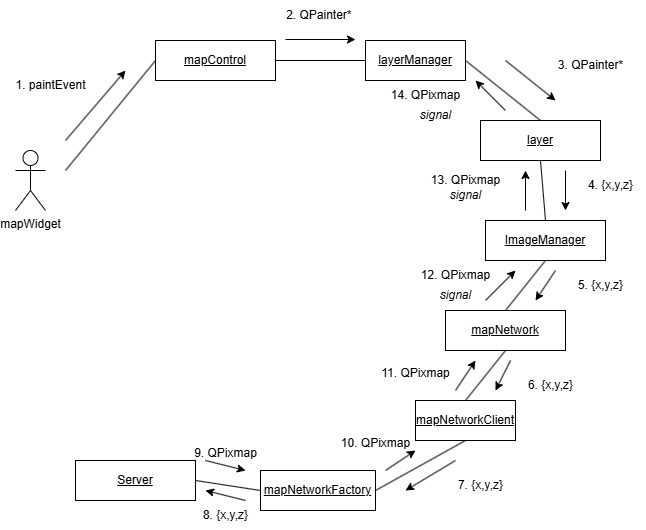 2. QPainter*
mapControl
layerManager
3. QPainter*
1. paintEvent
14. QPixmap
signal
layer
mapWidget
13. QPixmap
signal
4. {x,y,z}
ImageManager
12. QPixmap
signal
5. {x,y,z}
mapNetwork
11. QPixmap
6. {x,y,z}
mapNetworkClient
10. QPixmap
9. QPixmap
Server
mapNetworkFactory
7. {x,y,z}
8. {x,y,z}